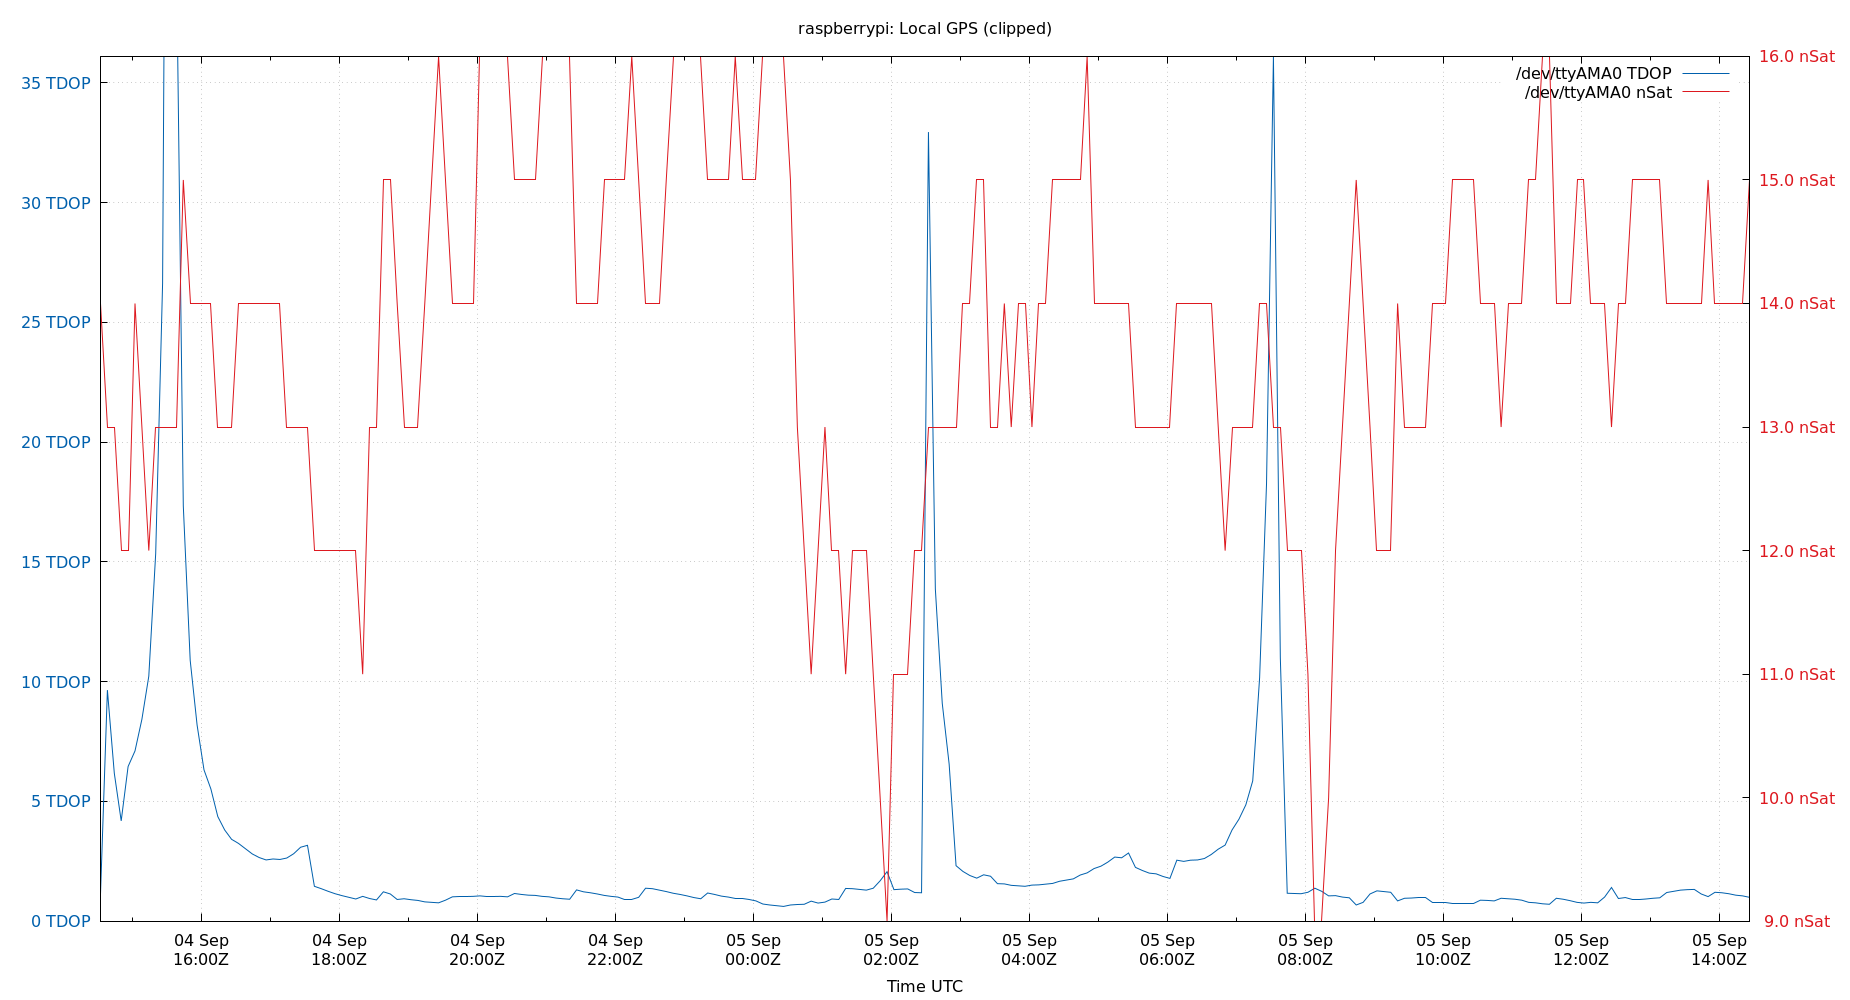 raspberrypi: Local GPS (clipped)
/dev/ttyAMA0 TDOP
/dev/ttyAMA0 nSat
35 TDOP
30 TDOP
25 TDOP
20 TDOP
15 TDOP
10 TDOP
5 TDOP
0 TDOP
16.0 nSat
15.0 nSat
14.0 nSat
13.0 nSat
12.0 nSat
11.0 nSat
10.0 nSat
9.0 nSat
04 Sep
16:00Z
04 Sep
18:00Z
04 Sep
20:00Z
04 Sep
22:00Z
05 Sep
00:00Z
05 Sep
02:00Z
05 Sep
04:00Z
05 Sep
06:00Z
05 Sep
08:00Z
05 Sep
10:00Z
05 Sep
12:00Z
05 Sep
14:00Z
Time UTC